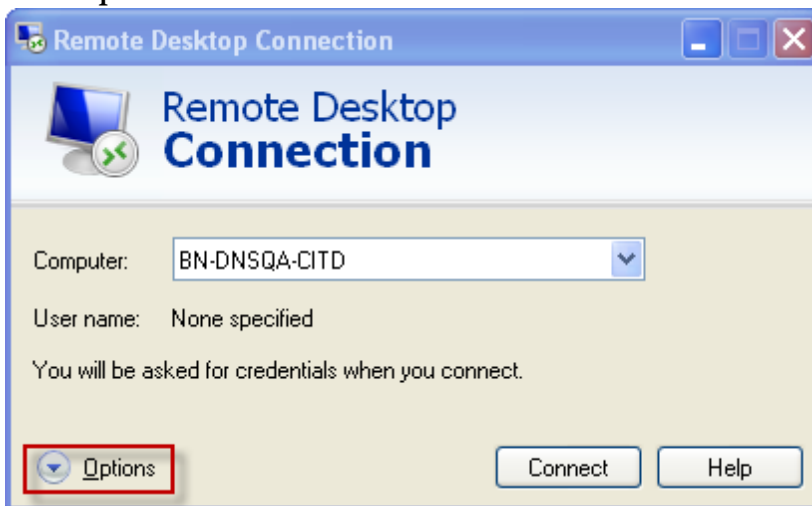 Remote Desktop Connection
Remote Desktop
Connection
Computer: BN-DNSQA-CITD
User name: None specified
You will be asked for credentials when you connect.
Options Connect Help